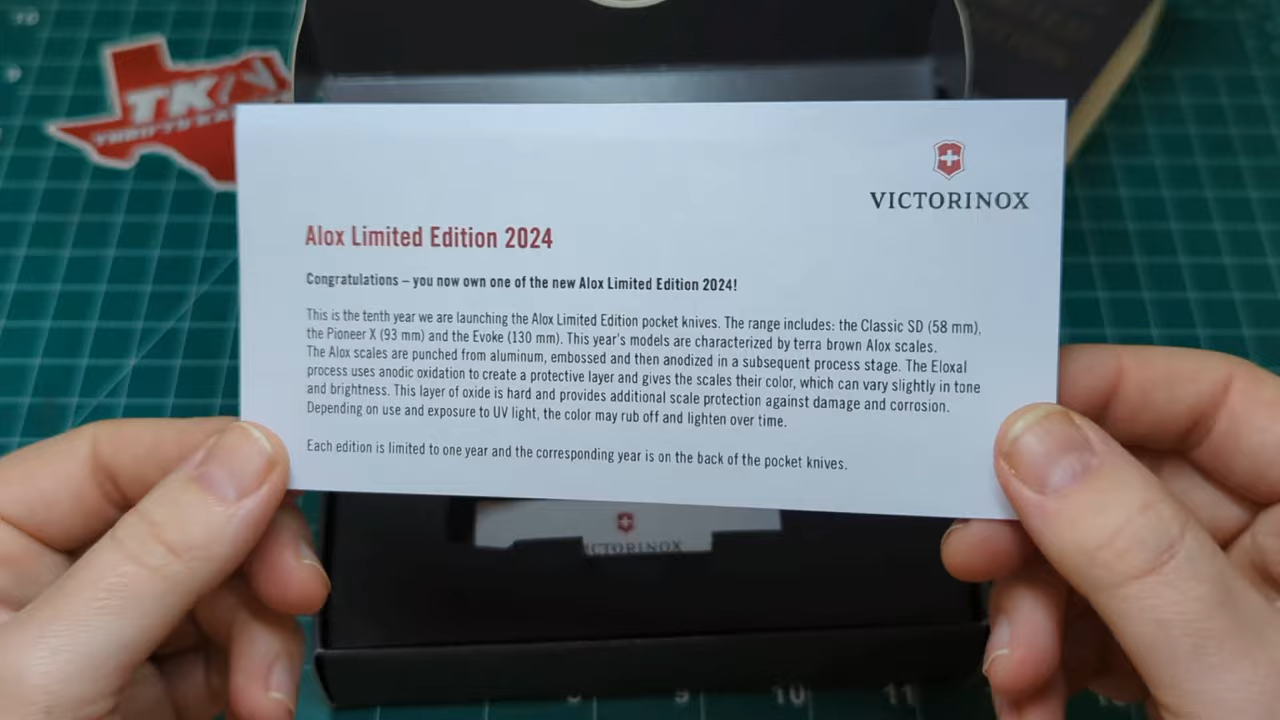 TK
VICTORINOX
Alox Limited Edition 2024
Congratulations – you now own one of the new Alox Limited Edition 2024!
This is the tenth year we are launching the Alox Limited Edition pocket knives. The range includes: the Classic SD (58 mm),
the Pioneer X (93 mm) and the Evoke (130 mm). This year's models are characterized by terra brown Alox scales.
The Alox scales are punched from aluminum, embossed and then anodized in a subsequent process stage. The Eloxal
process uses anodic oxidation to create a protective layer and gives the scales their color, which can vary slightly in tone
and brightness. This layer of oxide is hard and provides additional scale protection against damage and corrosion.
Depending on use and exposure to UV light, the color may rub off and lighten over time.
Each edition is limited to one year and the corresponding year is on the back of the pocket knives.
ICTORINOX
9 10 11